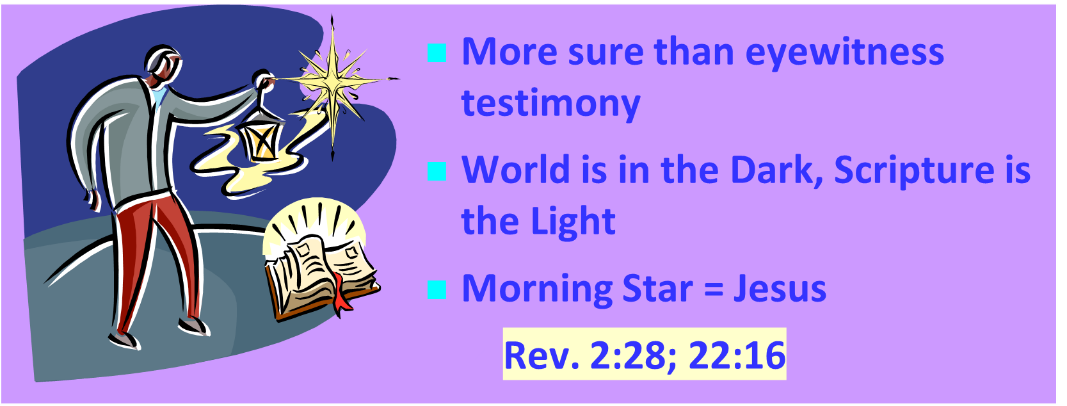 More sure than eyewitness
testimony
World is in the Dark, Scripture is
the Light
Morning Star = Jesus
Rev. 2:28; 22:16